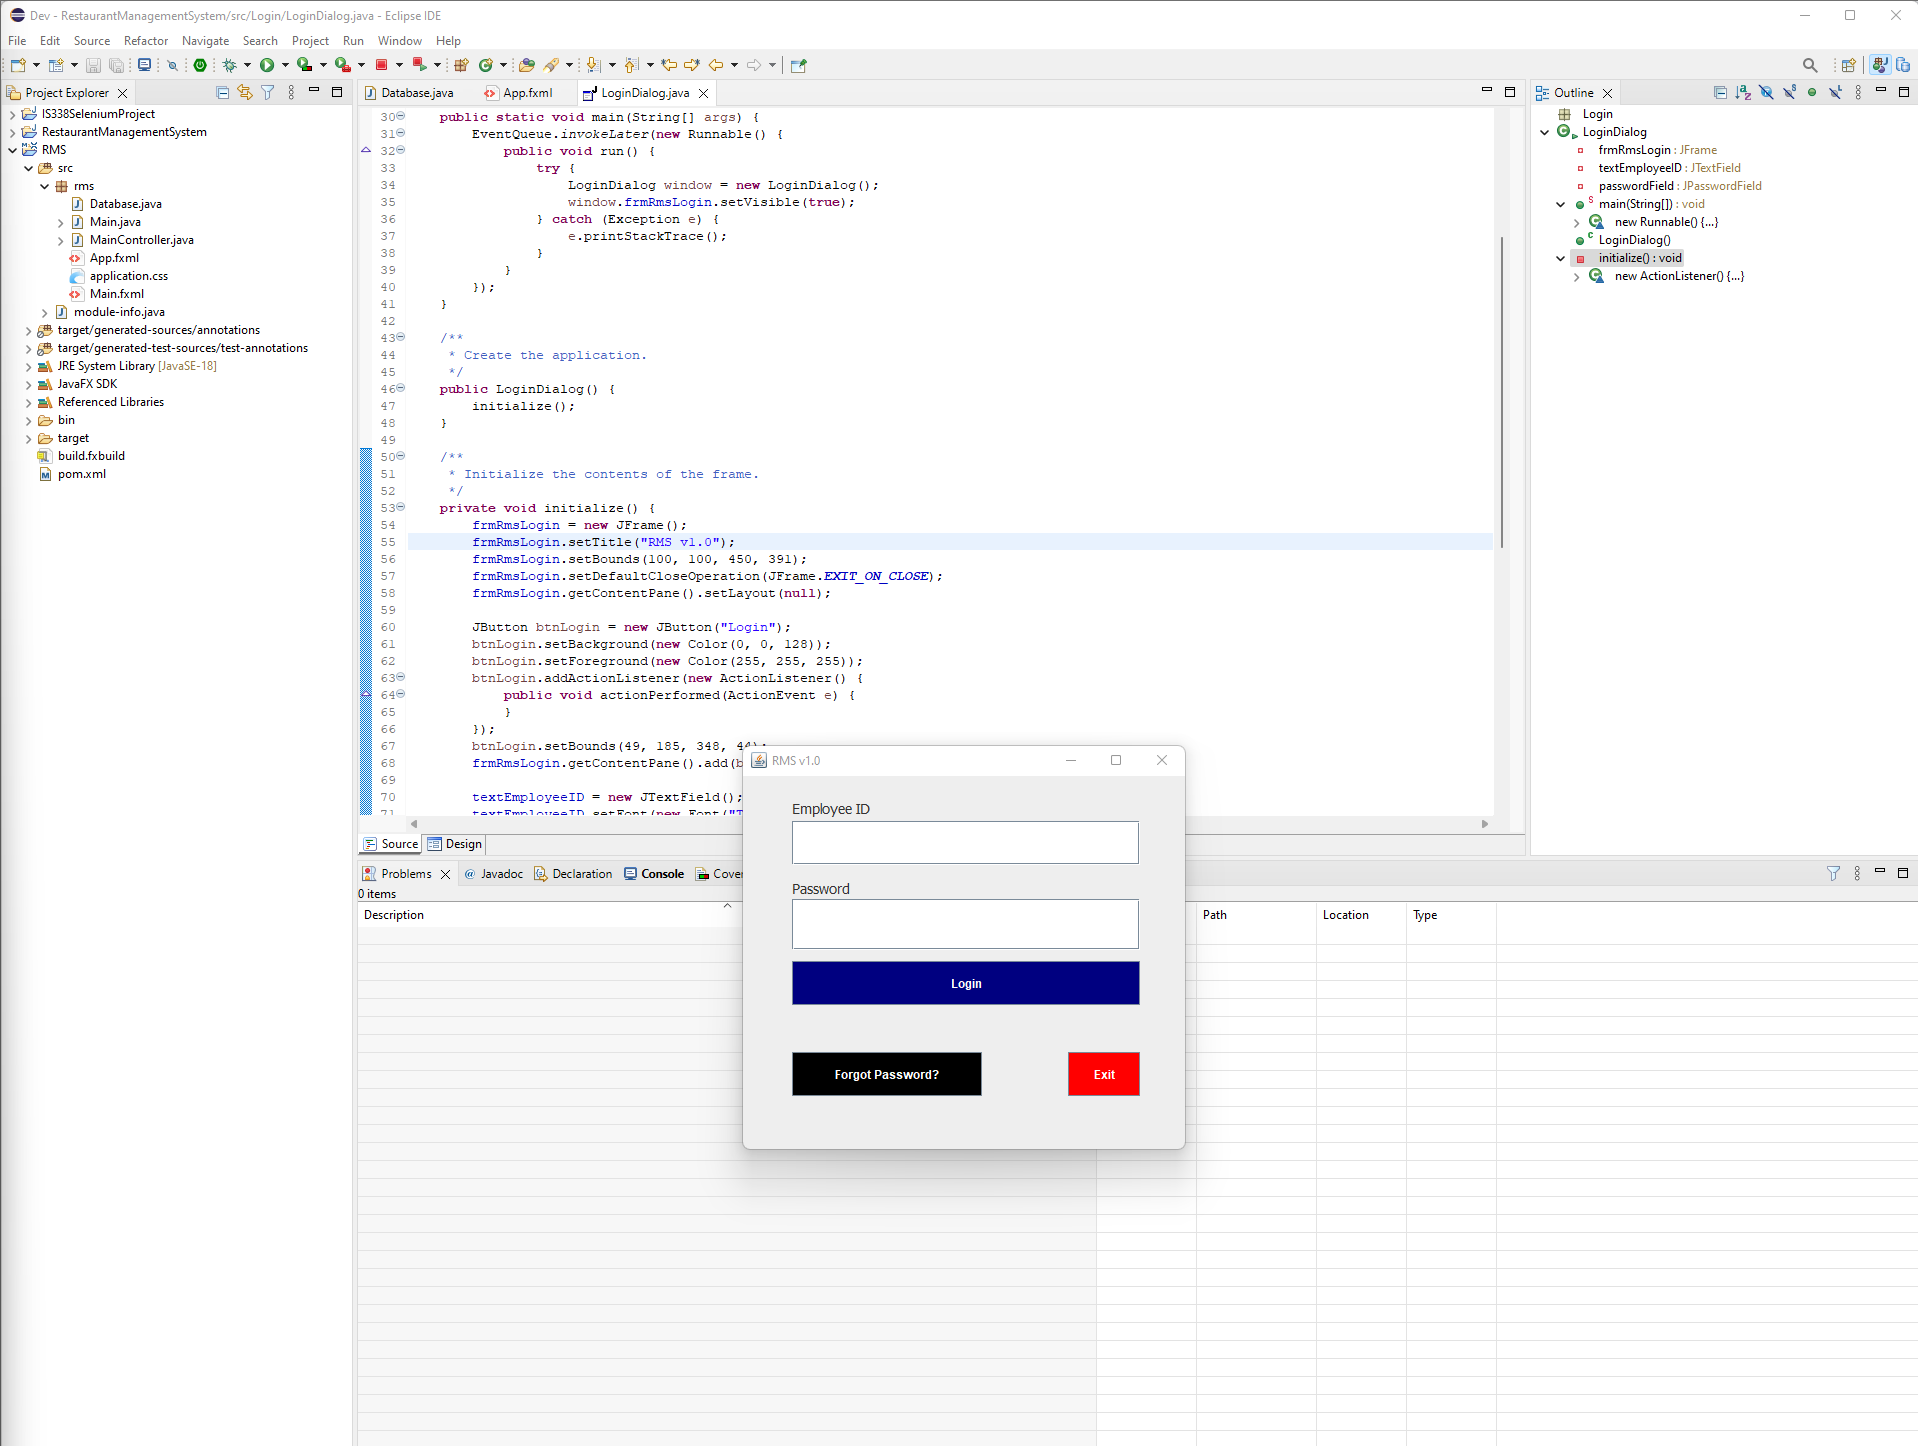 Dev - RestaurantManagementSystem/src/Login/LoginDialog.java - Eclipse IDE
File Edit Source Refactor Navigate Search Project Run Window Help
Project Explorer
IS338SeleniumProject
RestaurantManagementSystem
RMS
src
rms
Database.java
Main.java
MainController.java
App.fxml
application.css
Main.fxml
module-info.java
target/generated-sources/annotations
target/generated-test-sources/test-annotations
JRE System Library [JavaSE-18]
JavaFX SDK
Referenced Libraries
bin
target
build.fxbuild
pom.xml
Database.java App.fxml LoginDialog.java
30 public static void main(String[] args) {
31 EventQueue.invokeLater(new Runnable() {
32 public void run() {
33 try {
34 LoginDialog window = new LoginDialog();
35 window.frmRmsLogin.setVisible(true);
36 } catch (Exception e) {
37 e.printStackTrace();
38 }
39 }
40 });
41 }
42
43 /**
44 * Create the application.
45 */
46 public LoginDialog() {
47 initialize();
48 }
49
50 /**
51 * Initialize the contents of the frame.
52 */
53 private void initialize() {
54 frmRmsLogin = new JFrame();
55 frmRmsLogin.setTitle("RMS v1.0");
56 frmRmsLogin.setBounds(100, 100, 450, 391);
57 frmRmsLogin.setDefaultCloseOperation(JFrame.EXIT_ON_CLOSE);
58 frmRmsLogin.getContentPane().setLayout(null);
59
60 JButton btnLogin = new JButton("Login");
61 btnLogin.setBackground(new Color(0, 0, 128));
62 btnLogin.setForeground(new Color(255, 255, 255));
63 btnLogin.addActionListener(new ActionListener() {
64 public void actionPerformed(ActionEvent e) {
65 }
66 });
67 btnLogin.setBounds(49, 185, 348, 44);
68 frmRmsLogin.getContentPane().add(b
69
70 textEmployeeID = new JTextField();
71 textEmployeeID.setFont(new Font("T
Source Design
Outline
Login
LoginDialog
frmRmsLogin : JFrame
textEmployeeID : JTextField
passwordField : JPasswordField
main(String[]) : void
new Runnable() {...}
LoginDialog()
initialize() : void
new ActionListener() {...}
Problems Javadoc Declaration Console Cover
0 items
Description Path Location Type
RMS v1.0
Employee ID
Password
Login
Forgot Password? Exit